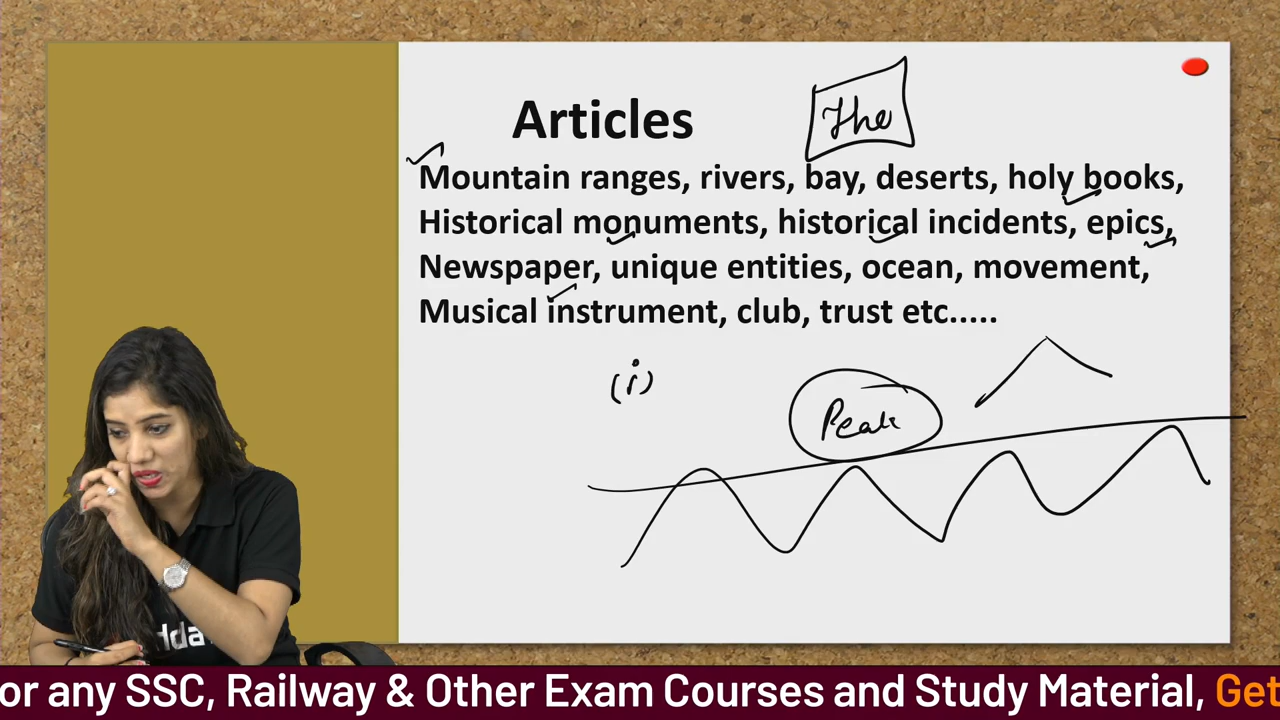 Articles The
Mountain ranges, rivers, bay, deserts, holy books,
Historical monuments, historical incidents, epics,
Newspaper, unique entities, ocean, movement,
Musical instrument, club, trust etc.....
(i)
Peak
dda
or any SSC, Railway & Other Exam Courses and Study Material, Get